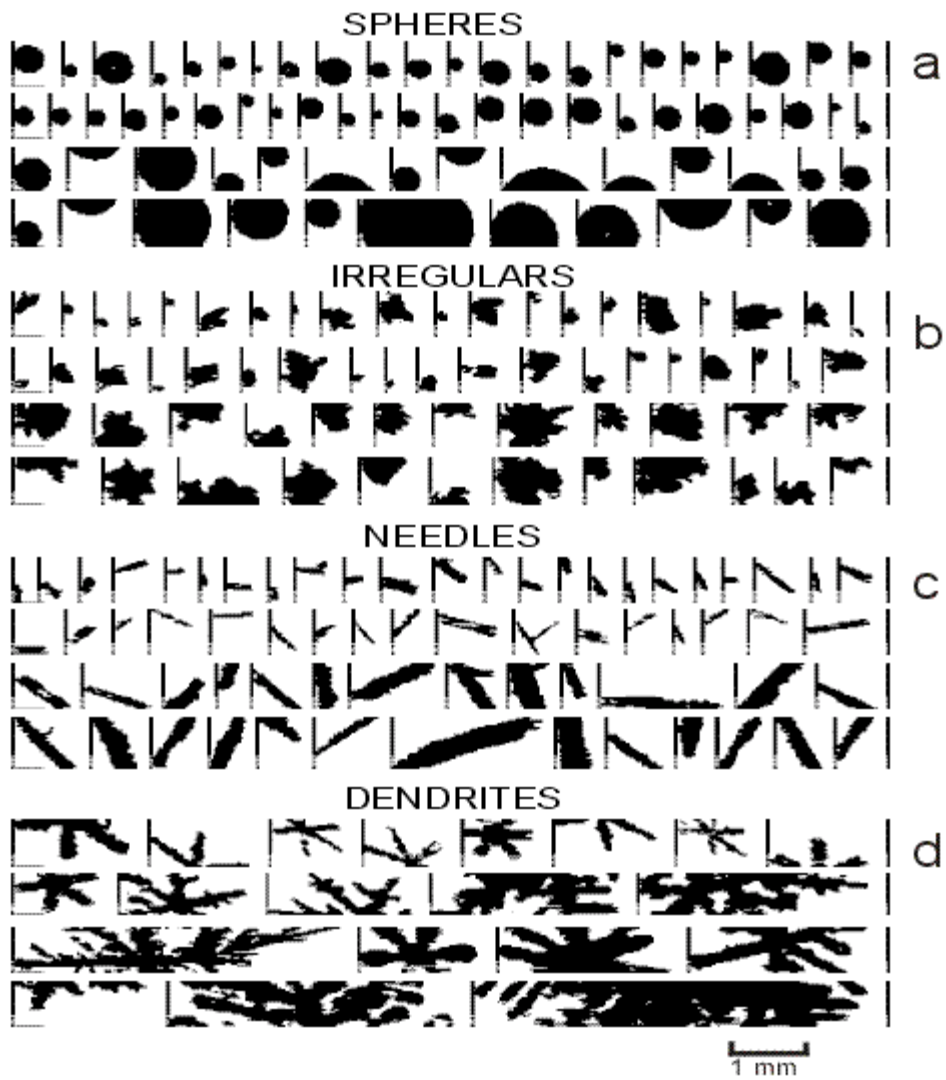 SPHERES
a
IRREGULARS
b
NEEDLES
c
DENDRITES
d
1 mm